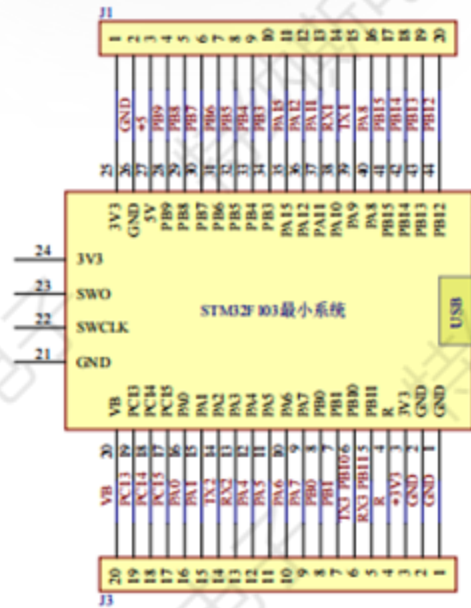 J1
1 2 3 4 5 6 7 8 9 10 11 12 13 14 15 16 17 18 19 20
GND +5 PB9 PB8 PB7 PB6 PB5 PB4 PB3 PA15 PA12 PA11 RX1 TX1 PA8 PB15 PB14 PB13 PB12
25 26 27 28 29 30 31 32 33 34 35 36 37 38 39 40 41 42 43 44
3V3 GND 5V PB9 PB8 PB7 PB6 PB5 PB4 PB3 PA15 PA12 PA11 PA10 PA9 PA8 PB15 PB14 PB13 PB12
24 3V3
23 SWO
22 SWCLK
21 GND
STM32F103最小系统
USB
VB PC13 PC14 PC15 PA0 PA1 PA2 PA3 PA4 PA5 PA6 PA7 PB0 PB1 PB10 PB11 R 3V3 GND GND
20 19 18 17 16 15 14 13 12 11 10 9 8 7 6 5 4 3 2 1
VB PC13 PC14 PC15 PA0 PA1 TX2 RX2 PA4 PA5 PA6 PA7 PB0 PB1 TX3 PB10 RX3 PB11 R +3V3 GND GND
20 19 18 17 16 15 14 13 12 11 10 9 8 7 6 5 4 3 2 1
J3